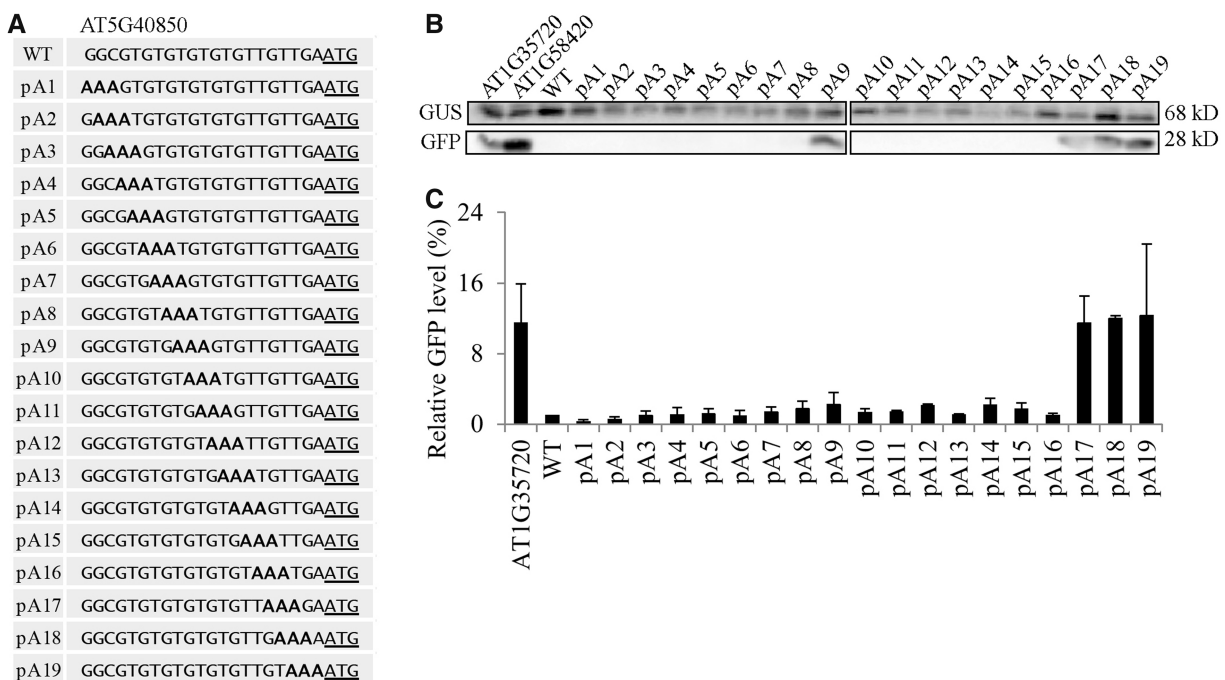 A
AT5G40850
WT GGCGTGTGTGTGTGTTGTTGAATG
pA1 AAAGTGTGTGTGTGTTGTTGAATG
pA2 GAAATGTGTGTGTGTTGTTGAATG
pA3 GGAAAGTGTGTGTGTTGTTGAATG
pA4 GGCAAATGTGTGTGTTGTTGAATG
pA5 GGCGAAAGTGTGTGTTGTTGAATG
pA6 GGCGTAAATGTGTGTTGTTGAATG
pA7 GGCGTGAAAGTGTGTTGTTGAATG
pA8 GGCGTGTAAATGTGTTGTTGAATG
pA9 GGCGTGTGAAAGTGTTGTTGAATG
pA10 GGCGTGTGTAAATGTTGTTGAATG
pA11 GGCGTGTGTGAAAGTTGTTGAATG
pA12 GGCGTGTGTGTAAATTGTTGAATG
pA13 GGCGTGTGTGTGAAATGTTGAATG
pA14 GGCGTGTGTGTGTAAAGTTGAATG
pA15 GGCGTGTGTGTGTGAAATTGAATG
pA16 GGCGTGTGTGTGTGTAAATGAATG
pA17 GGCGTGTGTGTGTGTTAAAGAATG
pA18 GGCGTGTGTGTGTGTTGAAAAATG
pA19 GGCGTGTGTGTGTGTTGTAAAATG
B
AT1G35720 AT1G58420 WT pA1 pA2 pA3 pA4 pA5 pA6 pA7 pA8 pA9 pA10 pA11 pA12 pA13 pA14 pA15 pA16 pA17 pA18 pA19
GUS 68 kD
GFP 28 kD
C
Relative GFP level (%)
24
16
8
0
AT1G35720 WT pA1 pA2 pA3 pA4 pA5 pA6 pA7 pA8 pA9 pA10 pA11 pA12 pA13 pA14 pA15 pA16 pA17 pA18 pA19